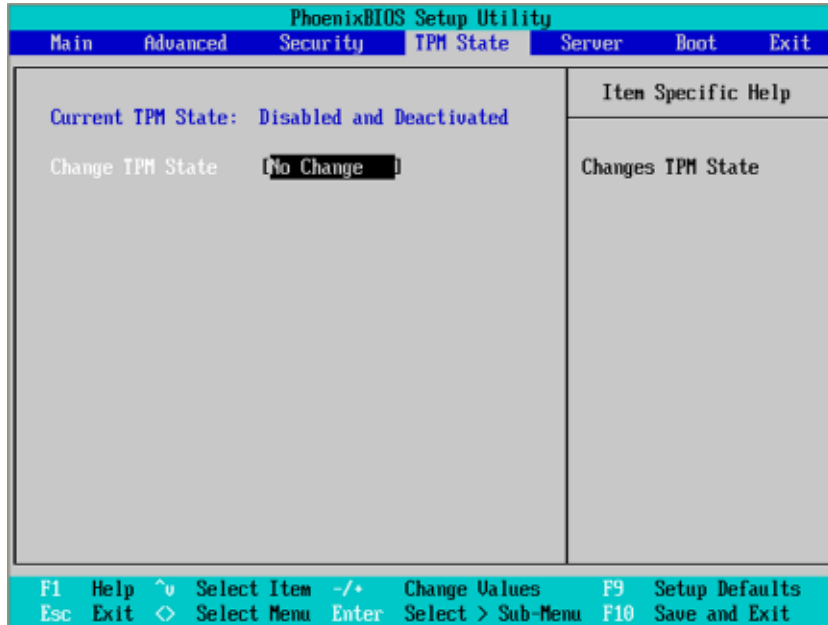 PhoenixBIOS Setup Utility
Main Advanced Security TPM State Server Boot Exit
Item Specific Help
Current TPM State: Disabled and Deactivated
Change TPM State [No Change ]
Changes TPM State
F1 Help ^v Select Item -/+ Change Values F9 Setup Defaults
Esc Exit <> Select Menu Enter Select > Sub-Menu F10 Save and Exit